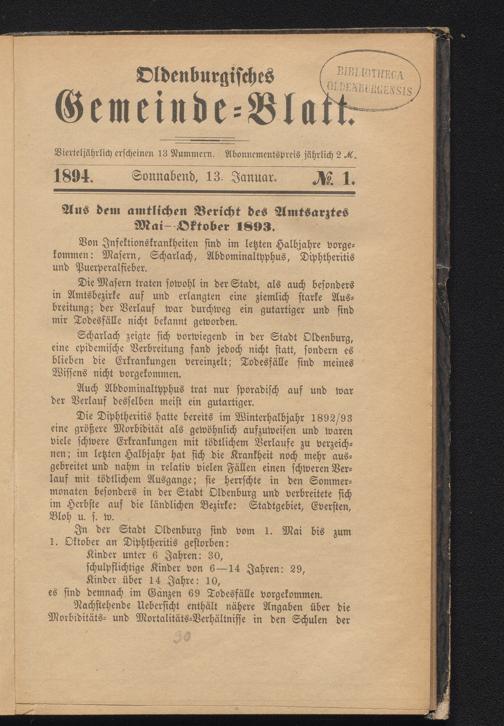 Oldenburgisches
BIBLIOTHECA
OLDENBURGENSIS
Gemeinde=Blatt.
Vierteljährlich erscheinen 13 Nummern. Abonnementspreis jährlich 2 M.
1894. Sonnabend, 13. Januar. №. 1.
Aus dem amtlichen Bericht des Amtsarztes
Mai—Oktober 1893.
Von Infektionskrankheiten sind im letzten Halbjahre vorge-
kommen: Masern, Scharlach, Abdominaltyphus, Diphtheritis
und Puerperalfieber.
Die Masern traten sowohl in der Stadt, als auch besonders
in Amtsbezirke auf und erlangten eine ziemlich starke Aus-
breitung; der Verlauf war durchweg ein gutartiger und sind
mir Todesfälle nicht bekannt geworden.
Scharlach zeigte sich vorwiegend in der Stadt Oldenburg,
eine epidemische Verbreitung fand jedoch nicht statt, sondern es
blieben die Erkrankungen vereinzelt; Todesfälle sind meines
Wissens nicht vorgekommen.
Auch Abdominaltyphus trat nur sporadisch auf und war
der Verlauf desselben meist ein gutartiger.
Die Diphtheritis hatte bereits im Winterhalbjahr 1892/93
eine größere Morbidität als gewöhnlich aufzuweisen und waren
viele schwere Erkrankungen mit tödtlichem Verlaufe zu verzeich-
nen; im letzten Halbjahr hat sich die Krankheit noch mehr aus-
gebreitet und nahm in relativ vielen Fällen einen schweren Ver-
lauf mit tödtlichem Ausgange; sie herrschte in den Sommer-
monaten besonders in der Stadt Oldenburg und verbreitete sich
im Herbste auf die ländlichen Bezirke: Stadtgebiet, Eversten,
Bloh u. s. w.
In der Stadt Oldenburg sind vom 1. Mai bis zum
1. Oktober an Diphtheritis gestorben:
Kinder unter 6 Jahren: 30,
schulpflichtige Kinder von 6—14 Jahren: 29,
Kinder über 14 Jahre: 10,
es sind demnach im Ganzen 69 Todesfälle vorgekommen.
Nachstehende Uebersicht enthält nähere Angaben über die
Morbiditäts- und Mortalitäts-Verhältnisse in den Schulen der
30